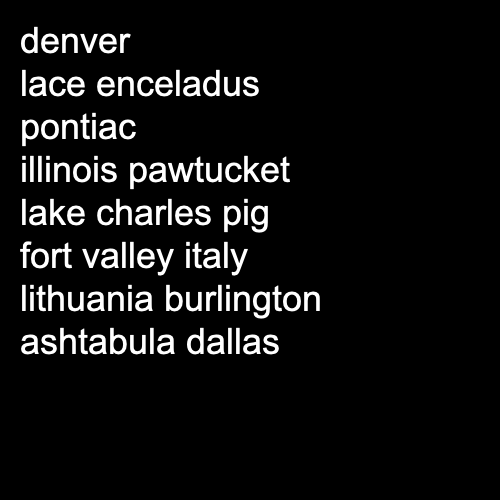 denver
lace enceladus
pontiac
illinois pawtucket
lake charles pig
fort valley italy
lithuania burlington
ashtabula dallas